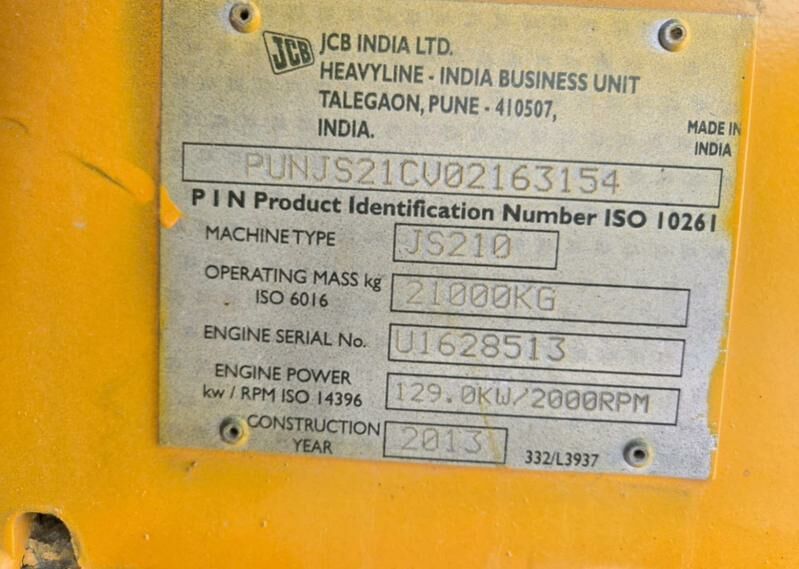 JCB
JCB INDIA LTD.
HEAVYLINE - INDIA BUSINESS UNIT
TALEGAON, PUNE - 410507,
INDIA.
MADE IN
INDIA
PUNJS21CV02163154
P I N Product Identification Number ISO 10261
MACHINE TYPE JS210
OPERATING MASS kg
ISO 6016 21000KG
ENGINE SERIAL No. U1628513
ENGINE POWER
kw / RPM ISO 14396 129.0KW/2000RPM
CONSTRUCTION
YEAR 2013
332/L3937